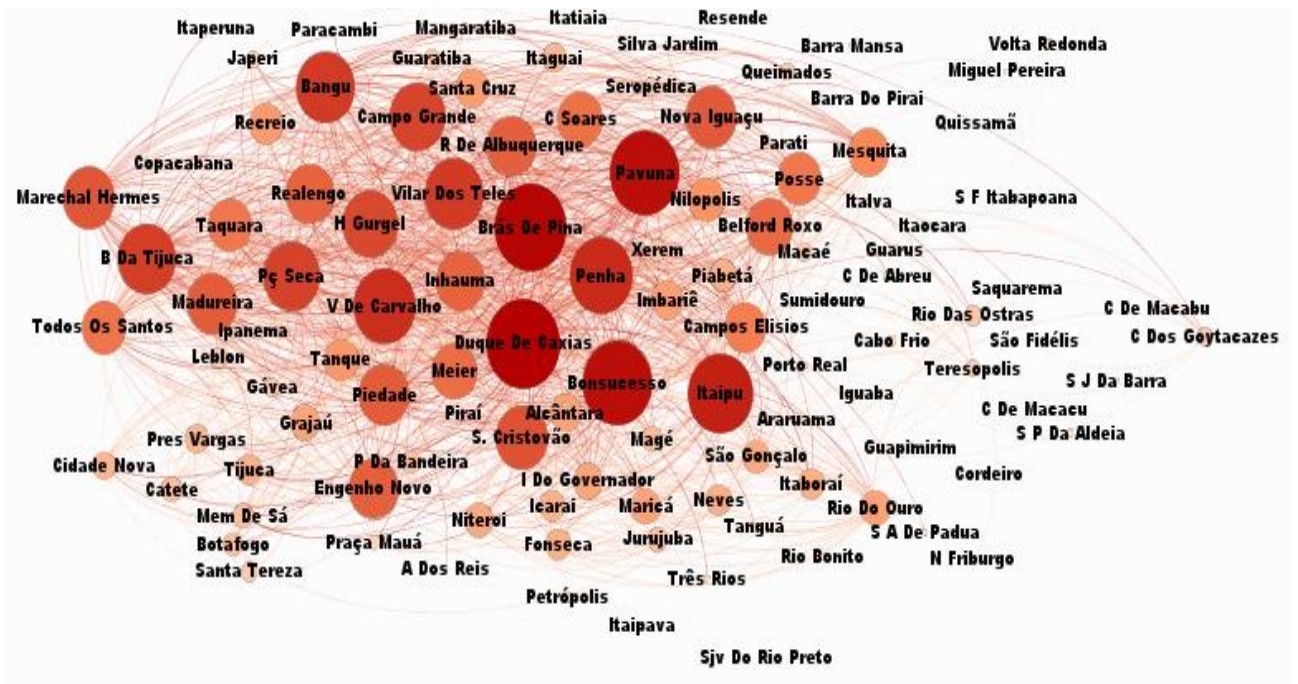 Itatiaia
Resende
Itaperuna
Paracambi
Mangaratiba
Silva Jardim
Barra Mansa
Volta Redonda
Japeri
Guaratiba
Itaguai
Queimados
Miguel Pereira
Bangu
Santa Cruz
Seropédica
Barra Do Pirai
Recreio
Campo Grande
C Soares
Nova Iguaçu
Quissamã
R De Albuquerque
Parati
Mesquita
Copacabana
Pavuna
Posse
Marechal Hermes
Realengo
Vilar Dos Teles
Nilopolis
Italva
S F Itabapoana
Taquara
H Gurgel
Brás De Pina
Belford Roxo
Itaocara
B Da Tijuca
Xerem
Macaé
Guarus
Pç Seca
Inhauma
Penha
Piabetá
C De Abreu
Saquarema
Madureira
V De Carvalho
Imbariê
Sumidouro
Rio Das Ostras
C De Macabu
Todos Os Santos
Ipanema
Duque De Caxias
Campos Elisios
Cabo Frio
São Fidélis
C Dos Goytacazes
Leblon
Tanque
Meier
Porto Real
Teresopolis
Gávea
Piedade
Bonsucesso
Itaipu
Iguaba
S J Da Barra
Grajaú
Piraí
Alcântara
Araruama
C De Macacu
Pres Vargas
S. Cristovão
Magé
Guapimirim
S P Da Aldeia
Cidade Nova
Tijuca
P Da Bandeira
São Gonçalo
Cordeiro
Catete
Engenho Novo
I Do Governador
Itaboraí
Mem De Sá
Niteroi
Icarai
Maricá
Neves
Rio Do Ouro
Botafogo
Praça Mauá
Fonseca
Jurujuba
Tanguá
S A De Padua
Santa Tereza
A Dos Reis
Três Rios
Rio Bonito
N Friburgo
Petrópolis
Itaipava
Sjv Do Rio Preto